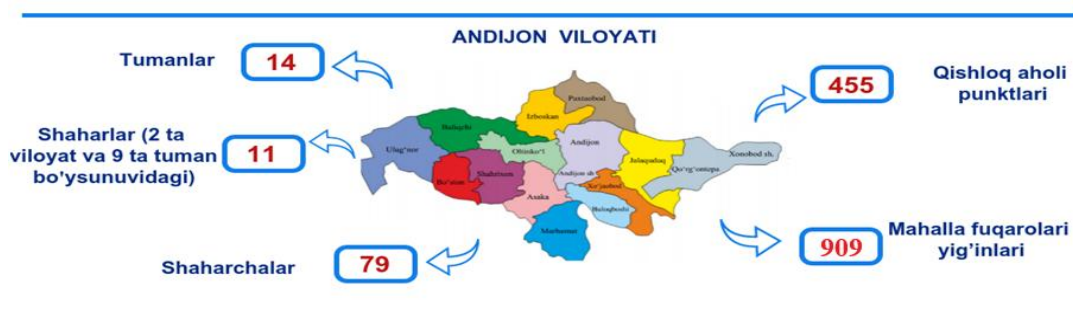 ANDIJON VILOYATI
Tumanlar
14
Shaharlar (2 ta
viloyat va 9 ta tuman
bo'ysunuvidagi)
11
Shaharchalar
79
455
Qishloq aholi
punktlari
909
Mahalla fuqarolari
yig'inlari
Paxtaobod
Izboskan
Baliqchi
Ulug'nor
Oltinko'l
Andijon
Jalaquduq
Xonobod sh.
Qo'rg'ontepa
Bo'ston
Shahrixon
Andijon sh
Xo'jaobod
Asaka
Buloqboshi
Marhamat